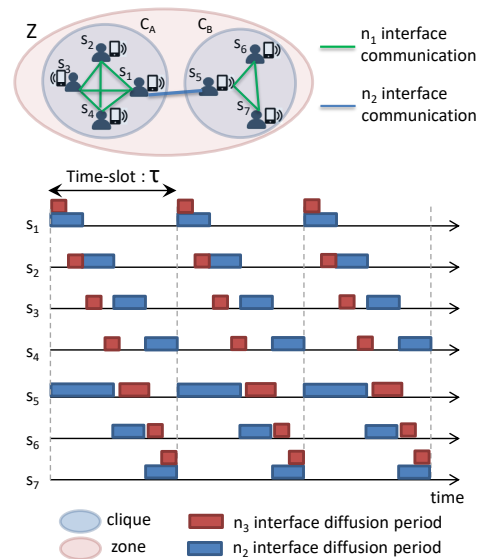 Z
C_A
C_B
s_2
s_6
s_3
s_1
s_5
s_4
s_7
n_1 interface
communication
n_2 interface
communication
Time-slot : τ
s_1
s_2
s_3
s_4
s_5
s_6
s_7
time
clique
n_3 interface diffusion period
zone
n_2 interface diffusion period